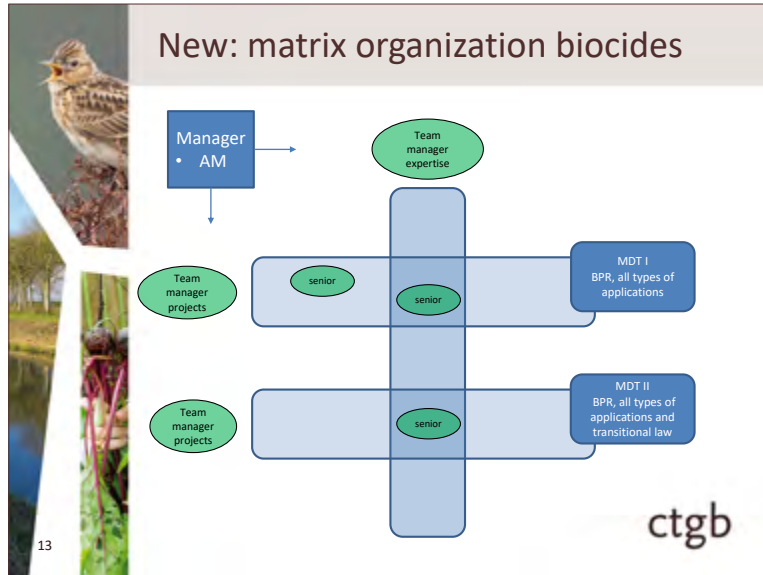 New: matrix organization biocides
Manager
• AM
Team
manager
expertise
Team
manager
projects
senior
senior
MDT I
BPR, all types of
applications
Team
manager
projects
senior
MDT II
BPR, all types of
applications and
transitional law
ctgb
13